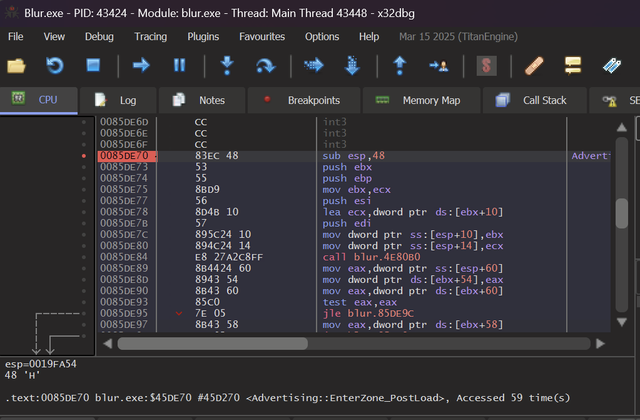 Blur.exe - PID: 43424 - Module: blur.exe - Thread: Main Thread 43448 - x32dbg
File View Debug Tracing Plugins Favourites Options Help Mar 15 2025 (TitanEngine)
CPU Log Notes Breakpoints Memory Map Call Stack SE
0085DE6D CC int3
0085DE6E CC int3
0085DE6F CC int3
0085DE70 83EC 48 sub esp,48 Adverti
0085DE73 53 push ebx
0085DE74 55 push ebp
0085DE75 8BD9 mov ebx,ecx
0085DE77 56 push esi
0085DE78 8D4B 10 lea ecx,dword ptr ds:[ebx+10]
0085DE7B 57 push edi
0085DE7C 895C24 10 mov dword ptr ss:[esp+10],ebx
0085DE80 894C24 14 mov dword ptr ss:[esp+14],ecx
0085DE84 E8 27A2C8FF call blur.4E80B0
0085DE89 8B4424 60 mov eax,dword ptr ss:[esp+60]
0085DE8D 8943 54 mov dword ptr ds:[ebx+54],eax
0085DE90 8B43 60 mov eax,dword ptr ds:[ebx+60]
0085DE93 85C0 test eax,eax
0085DE95 7E 05 jle blur.85DE9C
0085DE97 8B43 58 mov eax,dword ptr ds:[ebx+58]
esp=0019FA54
48 'H'
.text:0085DE70 blur.exe:$45DE70 #45D270 <Advertising::EnterZone_PostLoad>, Accessed 59 time(s)